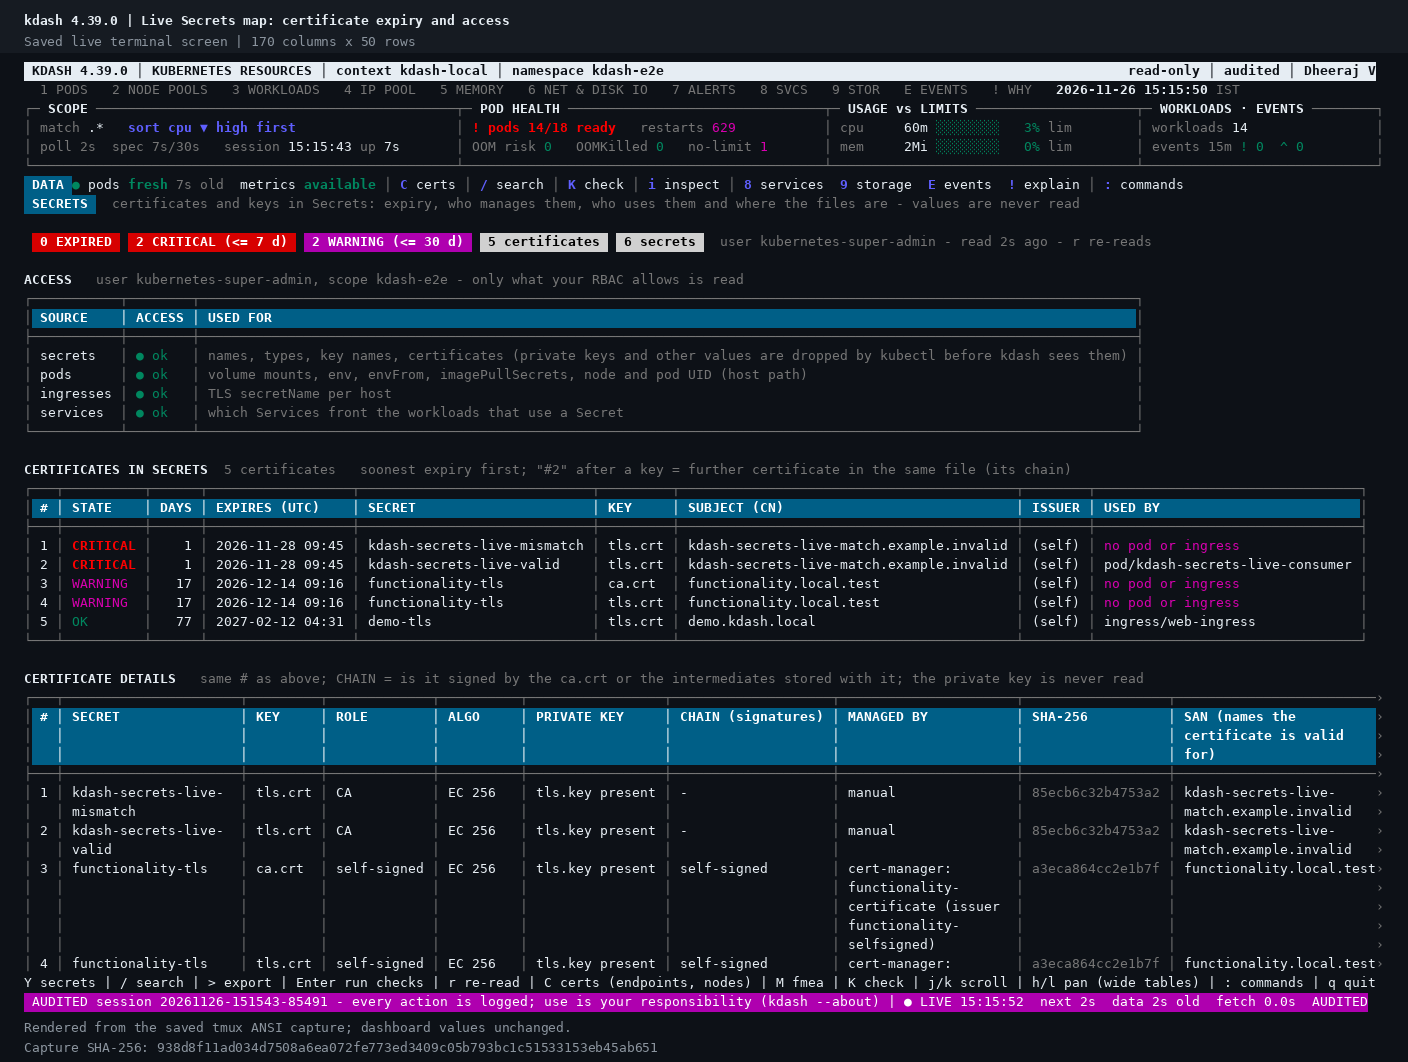 kdash 4.39.0 | Live Secrets map: certificate expiry and access
Saved live terminal screen | 170 columns x 50 rows
KDASH 4.39.0 │ KUBERNETES RESOURCES │ context kdash-local │ namespace kdash-e2e read-only │ audited │ Dheeraj V
1 PODS 2 NODE POOLS 3 WORKLOADS 4 IP POOL 5 MEMORY 6 NET & DISK IO 7 ALERTS 8 SVCS 9 STOR E EVENTS ! WHY 2026-11-26 15:15:50 IST
SCOPE POD HEALTH USAGE vs LIMITS WORKLOADS · EVENTS
match .* sort cpu ▼ high first │ ! pods 14/18 ready restarts 629 │ cpu 60m ░░░░░░░░ 3% lim │ workloads 14
poll 2s spec 7s/30s session 15:15:43 up 7s │ OOM risk 0 OOMKilled 0 no-limit 1 │ mem 2Mi ░░░░░░░░ 0% lim │ events 15m ! 0 ^ 0
DATA ● pods fresh 7s old metrics available │ C certs │ / search │ K check │ i inspect │ 8 services 9 storage E events ! explain │ : commands
SECRETS certificates and keys in Secrets: expiry, who manages them, who uses them and where the files are - values are never read
0 EXPIRED 2 CRITICAL (<= 7 d) 2 WARNING (<= 30 d) 5 certificates 6 secrets user kubernetes-super-admin - read 2s ago - r re-reads
ACCESS user kubernetes-super-admin, scope kdash-e2e - only what your RBAC allows is read
SOURCE │ ACCESS │ USED FOR
secrets │ ● ok │ names, types, key names, certificates (private keys and other values are dropped by kubectl before kdash sees them)
pods │ ● ok │ volume mounts, env, envFrom, imagePullSecrets, node and pod UID (host path)
ingresses │ ● ok │ TLS secretName per host
services │ ● ok │ which Services front the workloads that use a Secret
CERTIFICATES IN SECRETS 5 certificates soonest expiry first; "#2" after a key = further certificate in the same file (its chain)
# │ STATE │ DAYS │ EXPIRES (UTC) │ SECRET │ KEY │ SUBJECT (CN) │ ISSUER │ USED BY
1 │ CRITICAL │ 1 │ 2026-11-28 09:45 │ kdash-secrets-live-mismatch │ tls.crt │ kdash-secrets-live-match.example.invalid │ (self) │ no pod or ingress
2 │ CRITICAL │ 1 │ 2026-11-28 09:45 │ kdash-secrets-live-valid │ tls.crt │ kdash-secrets-live-match.example.invalid │ (self) │ pod/kdash-secrets-live-consumer
3 │ WARNING │ 17 │ 2026-12-14 09:16 │ functionality-tls │ ca.crt │ functionality.local.test │ (self) │ no pod or ingress
4 │ WARNING │ 17 │ 2026-12-14 09:16 │ functionality-tls │ tls.crt │ functionality.local.test │ (self) │ no pod or ingress
5 │ OK │ 77 │ 2027-02-12 04:31 │ demo-tls │ tls.crt │ demo.kdash.local │ (self) │ ingress/web-ingress
CERTIFICATE DETAILS same # as above; CHAIN = is it signed by the ca.crt or the intermediates stored with it; the private key is never read
# │ SECRET │ KEY │ ROLE │ ALGO │ PRIVATE KEY │ CHAIN (signatures) │ MANAGED BY │ SHA-256 │ SAN (names the ›
certificate is valid ›
for) ›
1 │ kdash-secrets-live- │ tls.crt │ CA │ EC 256 │ tls.key present │ - │ manual │ 85ecb6c32b4753a2 │ kdash-secrets-live- ›
mismatch │ match.example.invalid ›
2 │ kdash-secrets-live- │ tls.crt │ CA │ EC 256 │ tls.key present │ - │ manual │ 85ecb6c32b4753a2 │ kdash-secrets-live- ›
valid │ match.example.invalid ›
3 │ functionality-tls │ ca.crt │ self-signed │ EC 256 │ tls.key present │ self-signed │ cert-manager: │ a3eca864cc2e1b7f │ functionality.local.test›
functionality- ›
certificate (issuer ›
functionality- ›
selfsigned) ›
4 │ functionality-tls │ tls.crt │ self-signed │ EC 256 │ tls.key present │ self-signed │ cert-manager: │ a3eca864cc2e1b7f │ functionality.local.test›
Y secrets | / search | > export | Enter run checks | r re-read | C certs (endpoints, nodes) | M fmea | K check | j/k scroll | h/l pan (wide tables) | : commands | q quit
AUDITED session 20261126-151543-85491 - every action is logged; use is your responsibility (kdash --about) | ● LIVE 15:15:52 next 2s data 2s old fetch 0.0s AUDITED
Rendered from the saved tmux ANSI capture; dashboard values unchanged.
Capture SHA-256: 938d8f11ad034d7508a6ea072fe773ed3409c05b793bc1c51533153eb45ab651